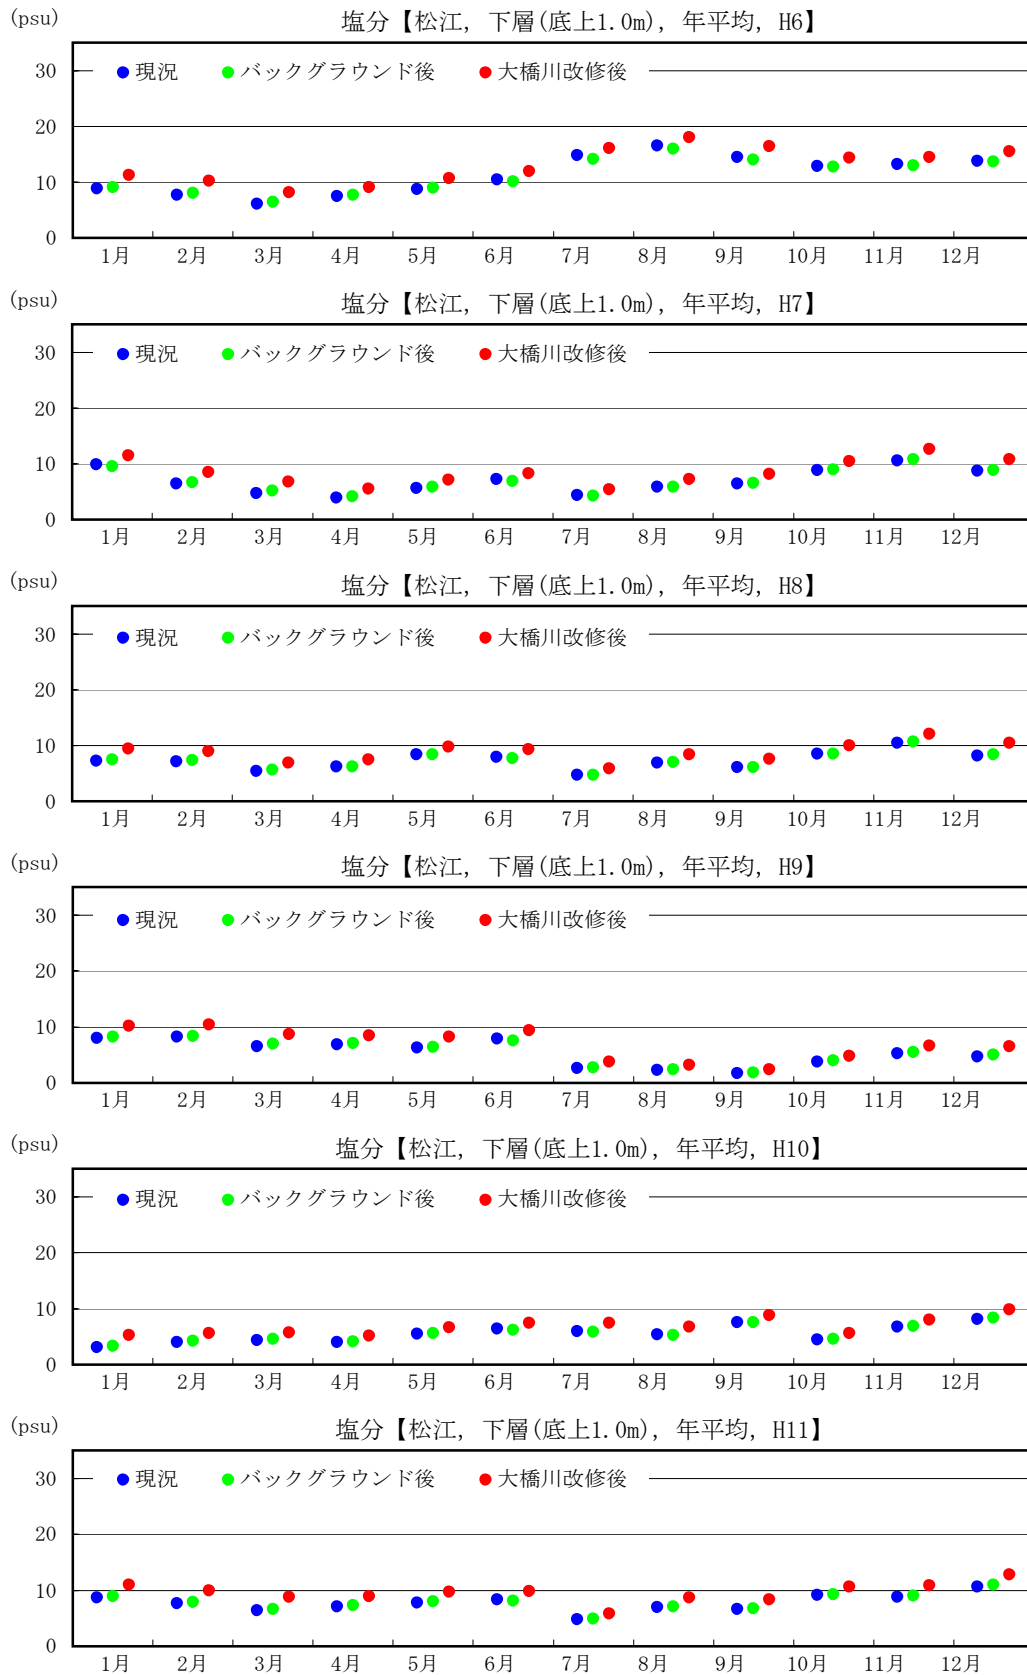 (psu) 塩分【松江, 下層(底上1.0m), 年平均, H6】
30 現況 バックグラウンド後 大橋川改修後
20
10
0
1月 2月 3月 4月 5月 6月 7月 8月 9月 10月 11月 12月
(psu) 塩分【松江, 下層(底上1.0m), 年平均, H7】
30 現況 バックグラウンド後 大橋川改修後
20
10
0
1月 2月 3月 4月 5月 6月 7月 8月 9月 10月 11月 12月
(psu) 塩分【松江, 下層(底上1.0m), 年平均, H8】
30 現況 バックグラウンド後 大橋川改修後
20
10
0
1月 2月 3月 4月 5月 6月 7月 8月 9月 10月 11月 12月
(psu) 塩分【松江, 下層(底上1.0m), 年平均, H9】
30 現況 バックグラウンド後 大橋川改修後
20
10
0
1月 2月 3月 4月 5月 6月 7月 8月 9月 10月 11月 12月
(psu) 塩分【松江, 下層(底上1.0m), 年平均, H10】
30 現況 バックグラウンド後 大橋川改修後
20
10
0
1月 2月 3月 4月 5月 6月 7月 8月 9月 10月 11月 12月
(psu) 塩分【松江, 下層(底上1.0m), 年平均, H11】
30 現況 バックグラウンド後 大橋川改修後
20
10
0
1月 2月 3月 4月 5月 6月 7月 8月 9月 10月 11月 12月